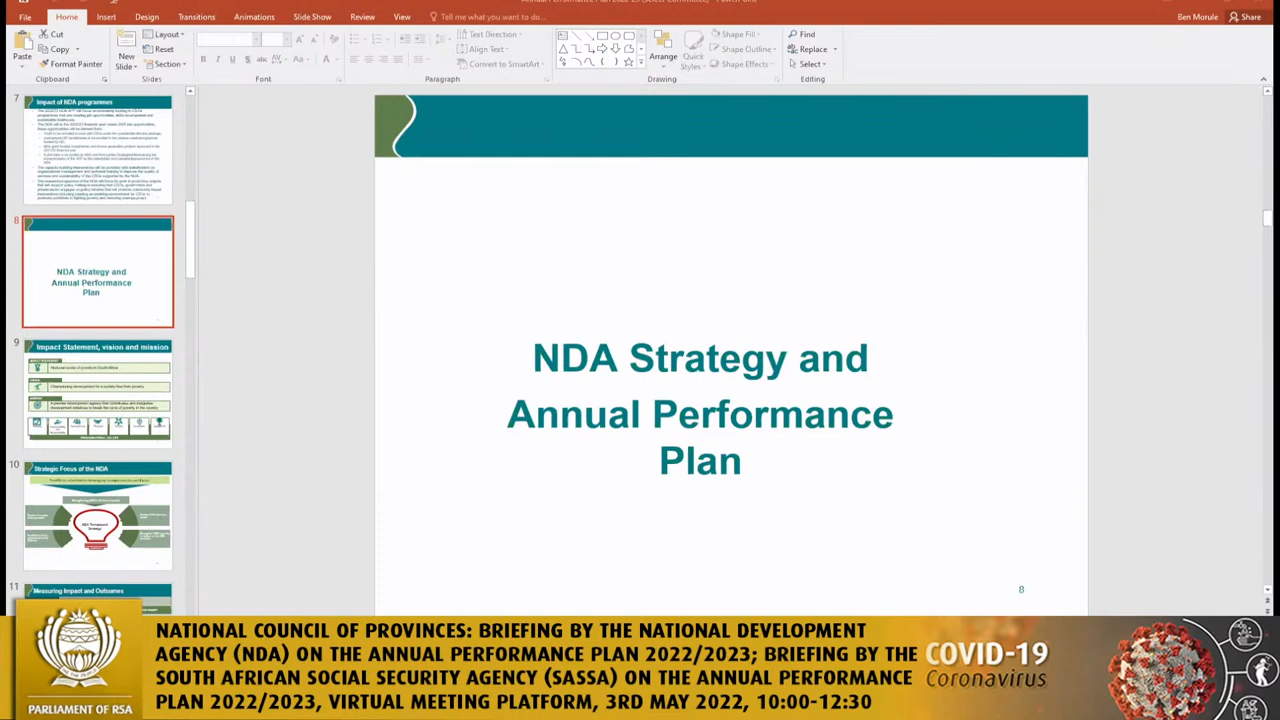 File
Home
Insert
Design
Transitions
Animations
Slide Show
Review
View
Tell me what you want to do...
Ben Morule
Share
Paste
Cut
Copy
Format Painter
Clipboard
New
Slide
Layout
Reset
Section
Slides
Font
Text Direction
Align Text
Convert to SmartArt
Paragraph
Arrange
Quick
Styles
Shape Fill
Shape Outline
Shape Effects
Drawing
Find
Replace
Select
Editing
7
Impact of NDA programmes
8
NDA Strategy and
Annual Performance
Plan
9
Impact Statement, vision and mission
10
Strategic Focus of the NDA
11
Measuring Impact and Outcomes
NDA Strategy and
Annual Performance
Plan
8
PARLIAMENT OF RSA
NATIONAL COUNCIL OF PROVINCES: BRIEFING BY THE NATIONAL DEVELOPMENT
AGENCY (NDA) ON THE ANNUAL PERFORMANCE PLAN 2022/2023; BRIEFING BY THE
SOUTH AFRICAN SOCIAL SECURITY AGENCY (SASSA) ON THE ANNUAL PERFORMANCE
PLAN 2022/2023, VIRTUAL MEETING PLATFORM, 3RD MAY 2022, 10:00-12:30
COVID-19
Coronavirus